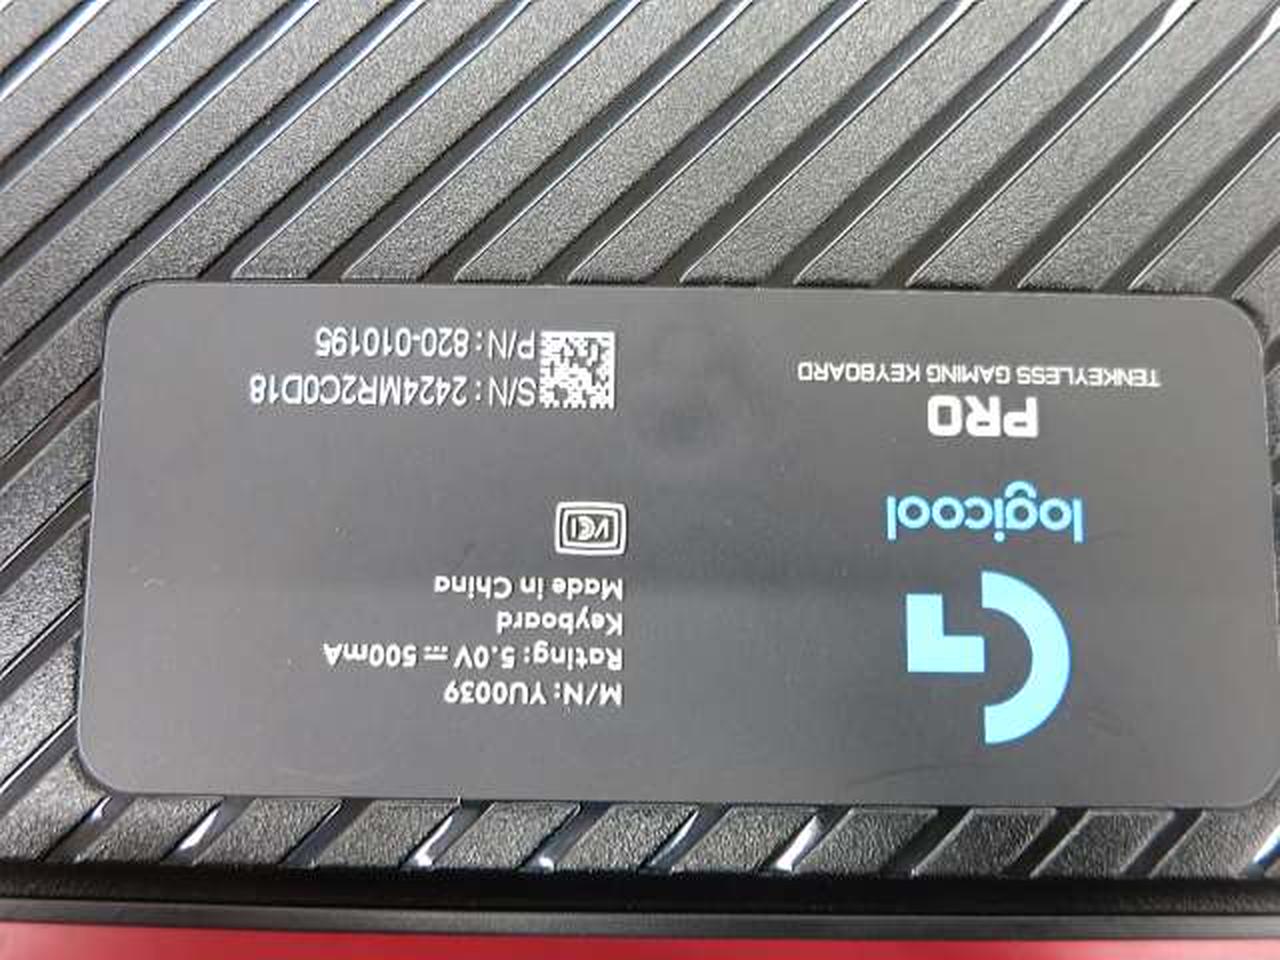 G
logicool
PRO
TENKEYLESS GAMING KEYBOARD
M/N: YU0039
Rating: 5.0V ⎓ 500mA
Keyboard
Made in China
VCI
S/N : 2424MR2C0D18
P/N : 820-010195